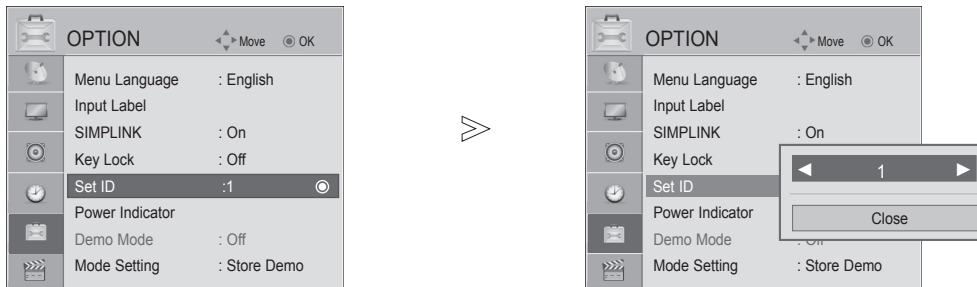 OPTION Move OK
Menu Language : English
Input Label
SIMPLINK : On
Key Lock : Off
Set ID :1
Power Indicator
Demo Mode : Off
Mode Setting : Store Demo
OPTION Move OK
Menu Language : English
Input Label
SIMPLINK : On
Key Lock
Set ID
Power Indicator
Demo Mode : Off
Mode Setting : Store Demo
◀ 1 ▶
Close